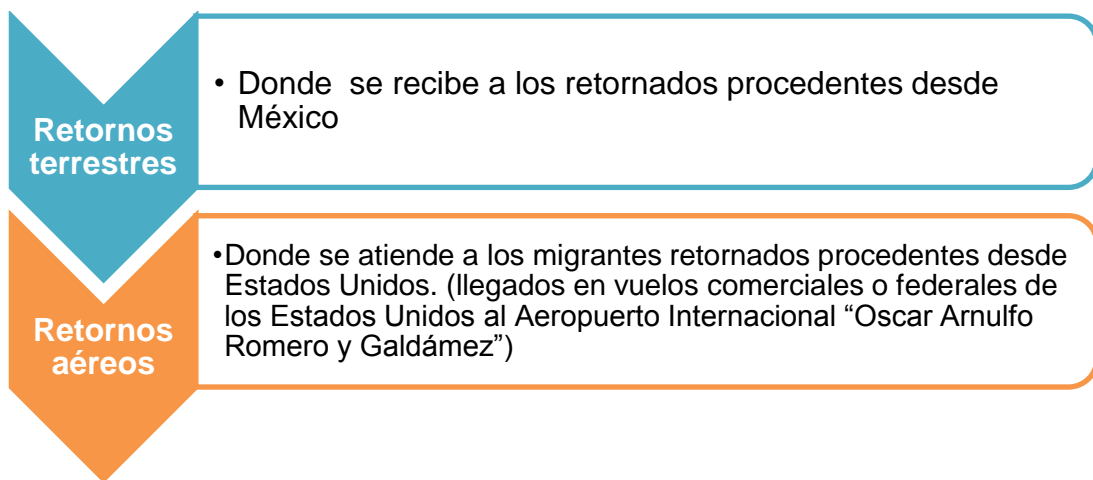 Retornos
terrestres
• Donde  se recibe a los retornados procedentes desde
México
Retornos
aéreos
•Donde se atiende a los migrantes retornados procedentes desde
Estados Unidos. (llegados en vuelos comerciales o federales de
los Estados Unidos al Aeropuerto Internacional “Oscar Arnulfo
Romero y Galdámez”)